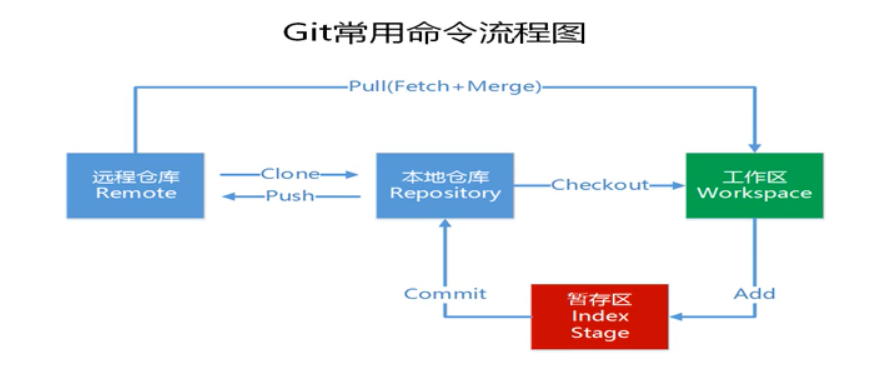 Git常用命令流程图
Pull(Fetch+Merge)
远程仓库
Remote
Clone
Push
本地仓库
Repository
Checkout
工作区
Workspace
Commit
暂存区
Index
Stage
Add